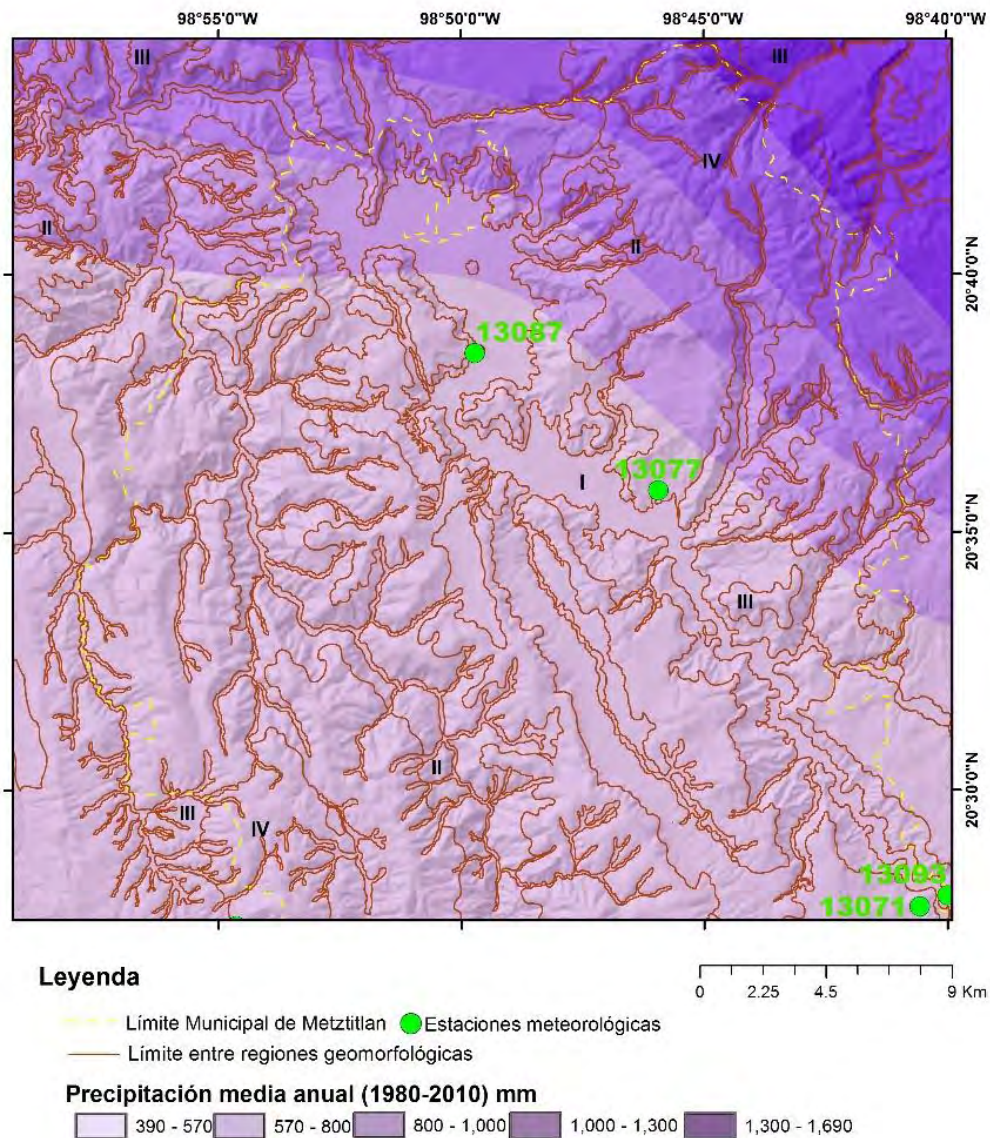 98°55'0"W 98°50'0"W 98°45'0"W 98°40'0"W
III III
IV
II II
20°40'0"N
13087
13077
I
20°35'0"N
III
II
20°30'0"N
III IV
13093
13071
Leyenda
0 2.25 4.5 9 Km
Límite Municipal de Metztitlan Estaciones meteorológicas
Límite entre regiones geomorfológicas
Precipitación media anual (1980-2010) mm
390 - 570 570 - 800 800 - 1,000 1,000 - 1,300 1,300 - 1,690